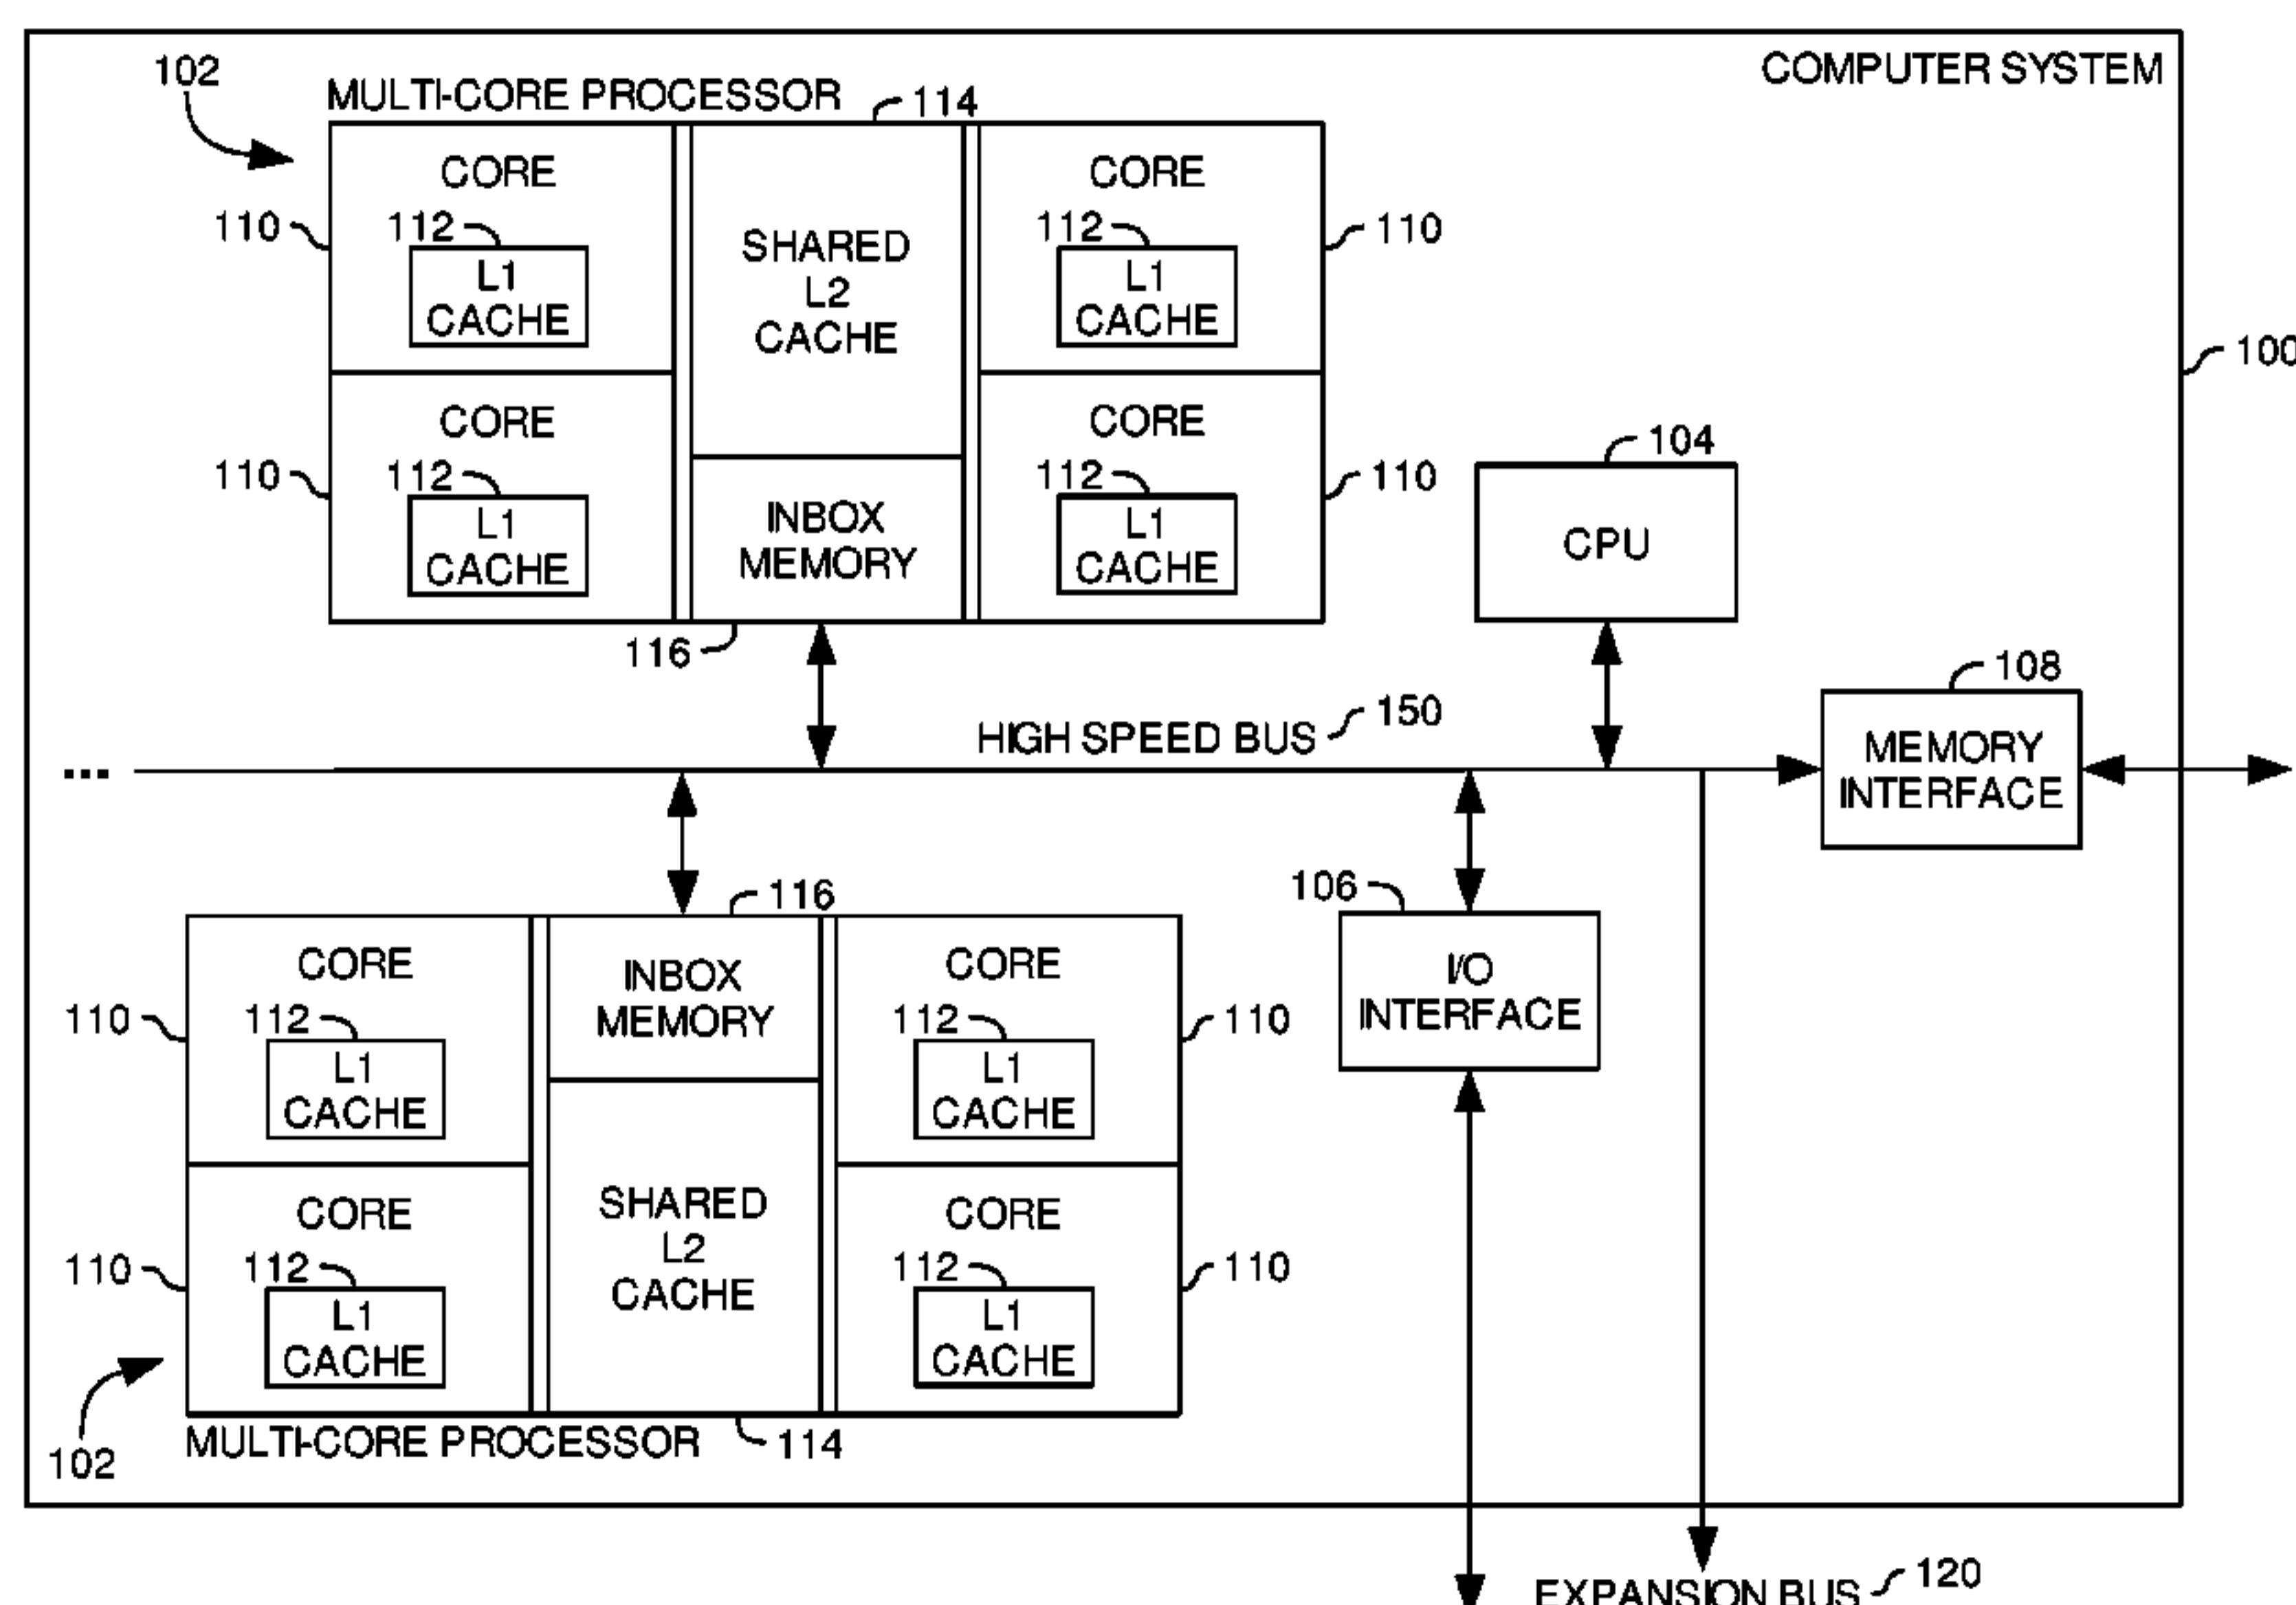 COMPUTER SYSTEM
102
MULTI-CORE PROCESSOR
114
CORE
CORE
110
112
SHARED
L2
CACHE
112
110
L1
CACHE
L1
CACHE
100
CORE
CORE
104
110
112
112
110
L1
CACHE
INBOX
MEMORY
L1
CACHE
CPU
116
108
HIGH SPEED BUS
150
MEMORY
INTERFACE
...
116
106
CORE
INBOX
MEMORY
CORE
I/O
INTERFACE
110
112
112
110
L1
CACHE
L1
CACHE
CORE
SHARED
L2
CACHE
CORE
110
112
112
110
L1
CACHE
L1
CACHE
102
MULTI-CORE PROCESSOR
114
EXPANSION BUS
120